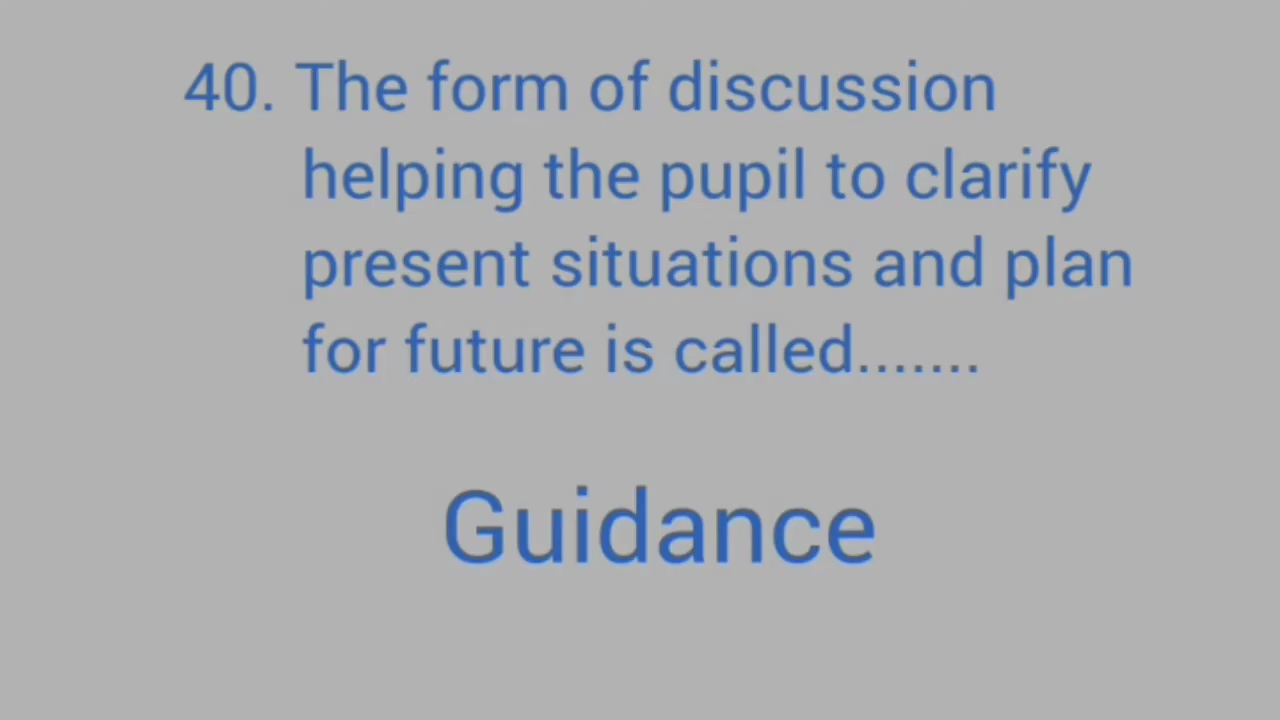 40. The form of discussion
helping the pupil to clarify
present situations and plan
for future is called.......
Guidance